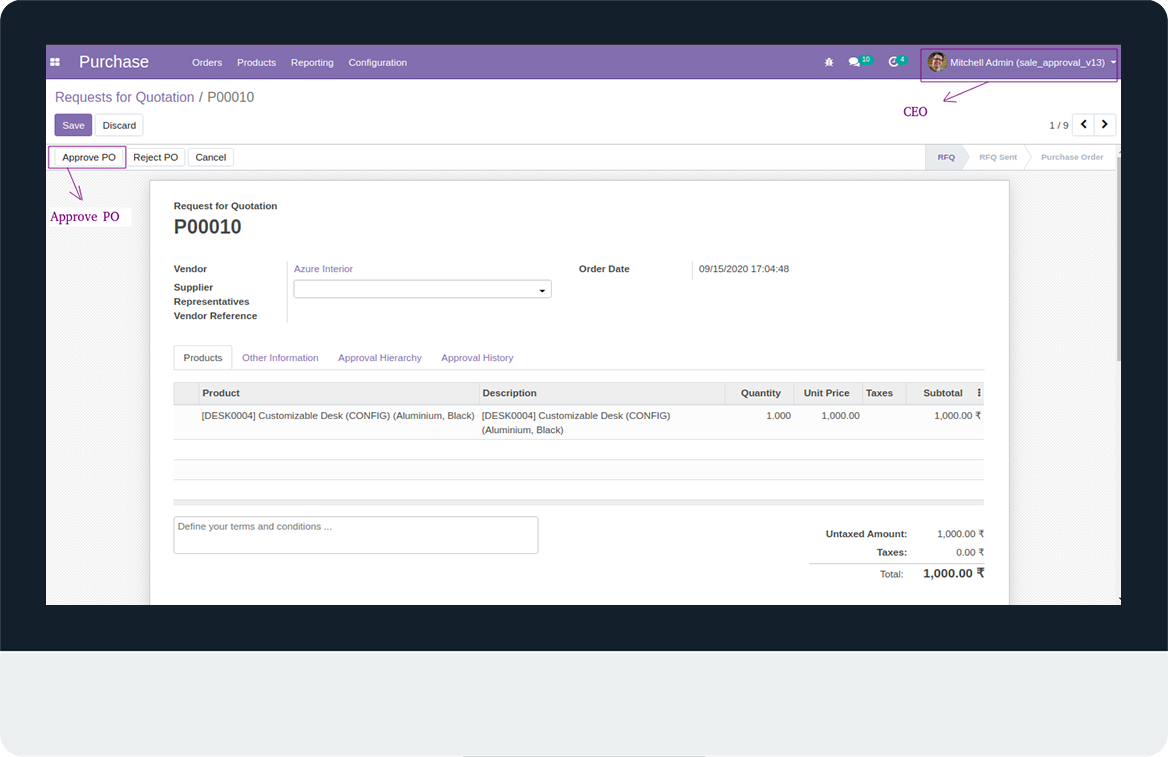 Purchase Orders Products Reporting Configuration 10 4 Mitchell Admin (sale_approval_v13)
Requests for Quotation / P00010
CEO
Save Discard 1 / 9
Approve PO Reject PO Cancel RFQ RFQ Sent Purchase Order
Approve PO
Request for Quotation
P00010
Vendor Azure Interior Order Date 09/15/2020 17:04:48
Supplier
Representatives
Vendor Reference
Products Other Information Approval Hierarchy Approval History
Product Description Quantity Unit Price Taxes Subtotal
[DESK0004] Customizable Desk (CONFIG) (Aluminium, Black) [DESK0004] Customizable Desk (CONFIG) 1.000 1,000.00 1,000.00 ₹
(Aluminium, Black)
Define your terms and conditions ...
Untaxed Amount: 1,000.00 ₹
Taxes: 0.00 ₹
Total: 1,000.00 ₹